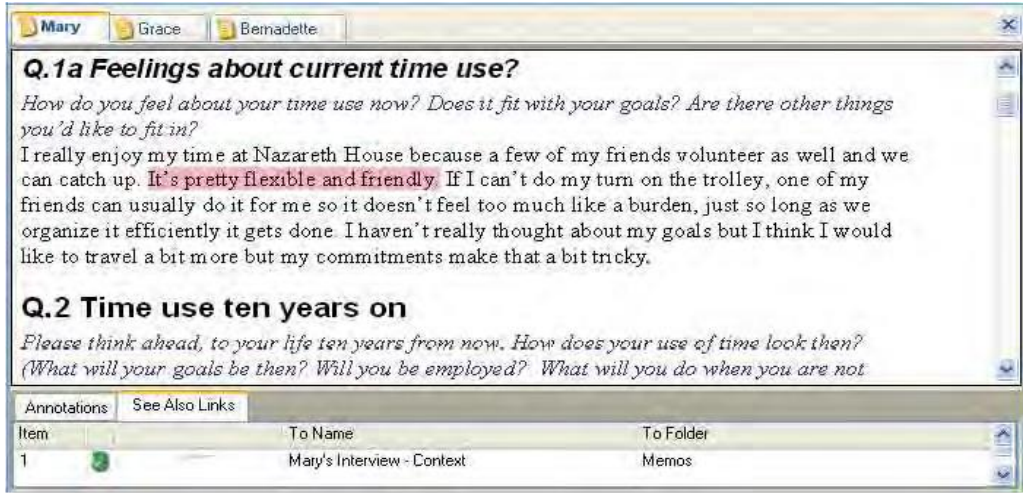 Mary Grace Bernadette
Q.1a Feelings about current time use?
How do you feel about your time use now? Does it fit with your goals? Are there other things
you'd like to fit in?
I really enjoy my time at Nazareth House because a few of my friends volunteer as well and we
can catch up. It's pretty flexible and friendly. If I can't do my turn on the trolley, one of my
friends can usually do it for me so it doesn't feel too much like a burden, just so long as we
organize it efficiently it gets done. I haven't really thought about my goals but I think I would
like to travel a bit more but my commitments make that a bit tricky.
Q.2 Time use ten years on
Please think ahead, to your life ten years from now. How does your use of time look then?
(What will your goals be then? Will you be employed? What will you do when you are not
Annotations See Also Links
Item To Name To Folder
1 Mary's Interview - Context Memos